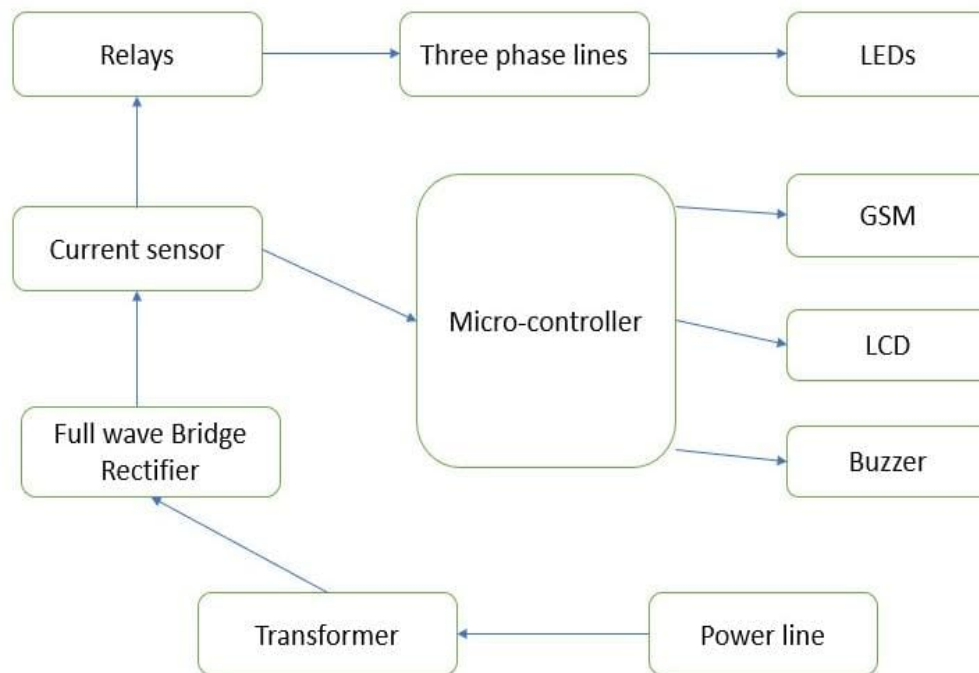 Relays
Three phase lines
LEDs
GSM
Current sensor
Micro-controller
LCD
Full wave Bridge
Rectifier
Buzzer
Transformer
Power line